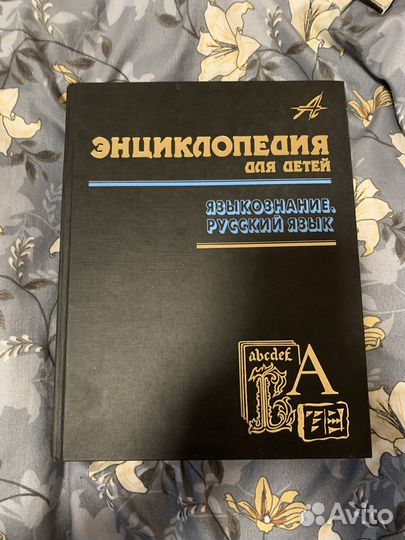 ЭНЦИКЛОПЕДИЯ
ДЛЯ ДЕТЕЙ
ЯЗЫКОЗНАНИЕ.
РУССКИЙ ЯЗЫК
abcdef
A
Avito